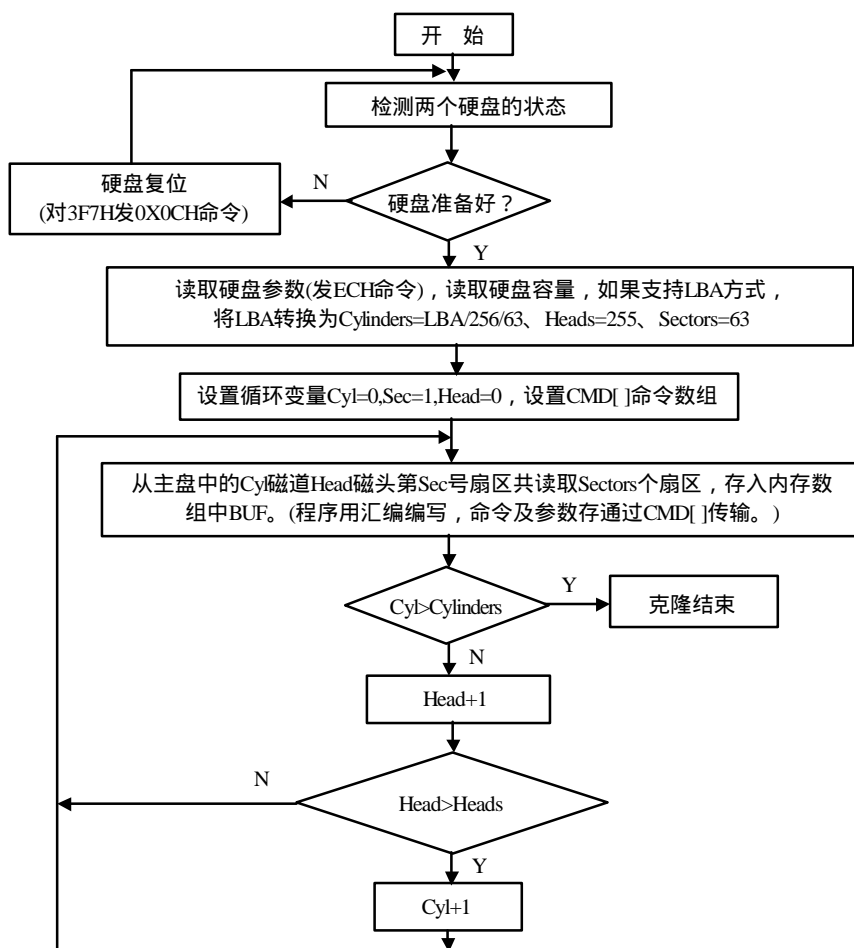 开 始
检测两个硬盘的状态
硬盘复位
(对3F7H发0X0CH命令)
N
硬盘准备好？
Y
读取硬盘参数(发ECH命令)，读取硬盘容量，如果支持LBA方式，
将LBA转换为Cylinders=LBA/256/63、Heads=255、Sectors=63
设置循环变量Cyl=0,Sec=1,Head=0，设置CMD[ ]命令数组
从主盘中的Cyl磁道Head磁头第Sec号扇区共读取Sectors个扇区，存入内存数
组中BUF。(程序用汇编编写，命令及参数存通过CMD[ ]传输。)
Cyl>Cylinders
Y
克隆结束
N
Head+1
N
Head>Heads
Y
Cyl+1